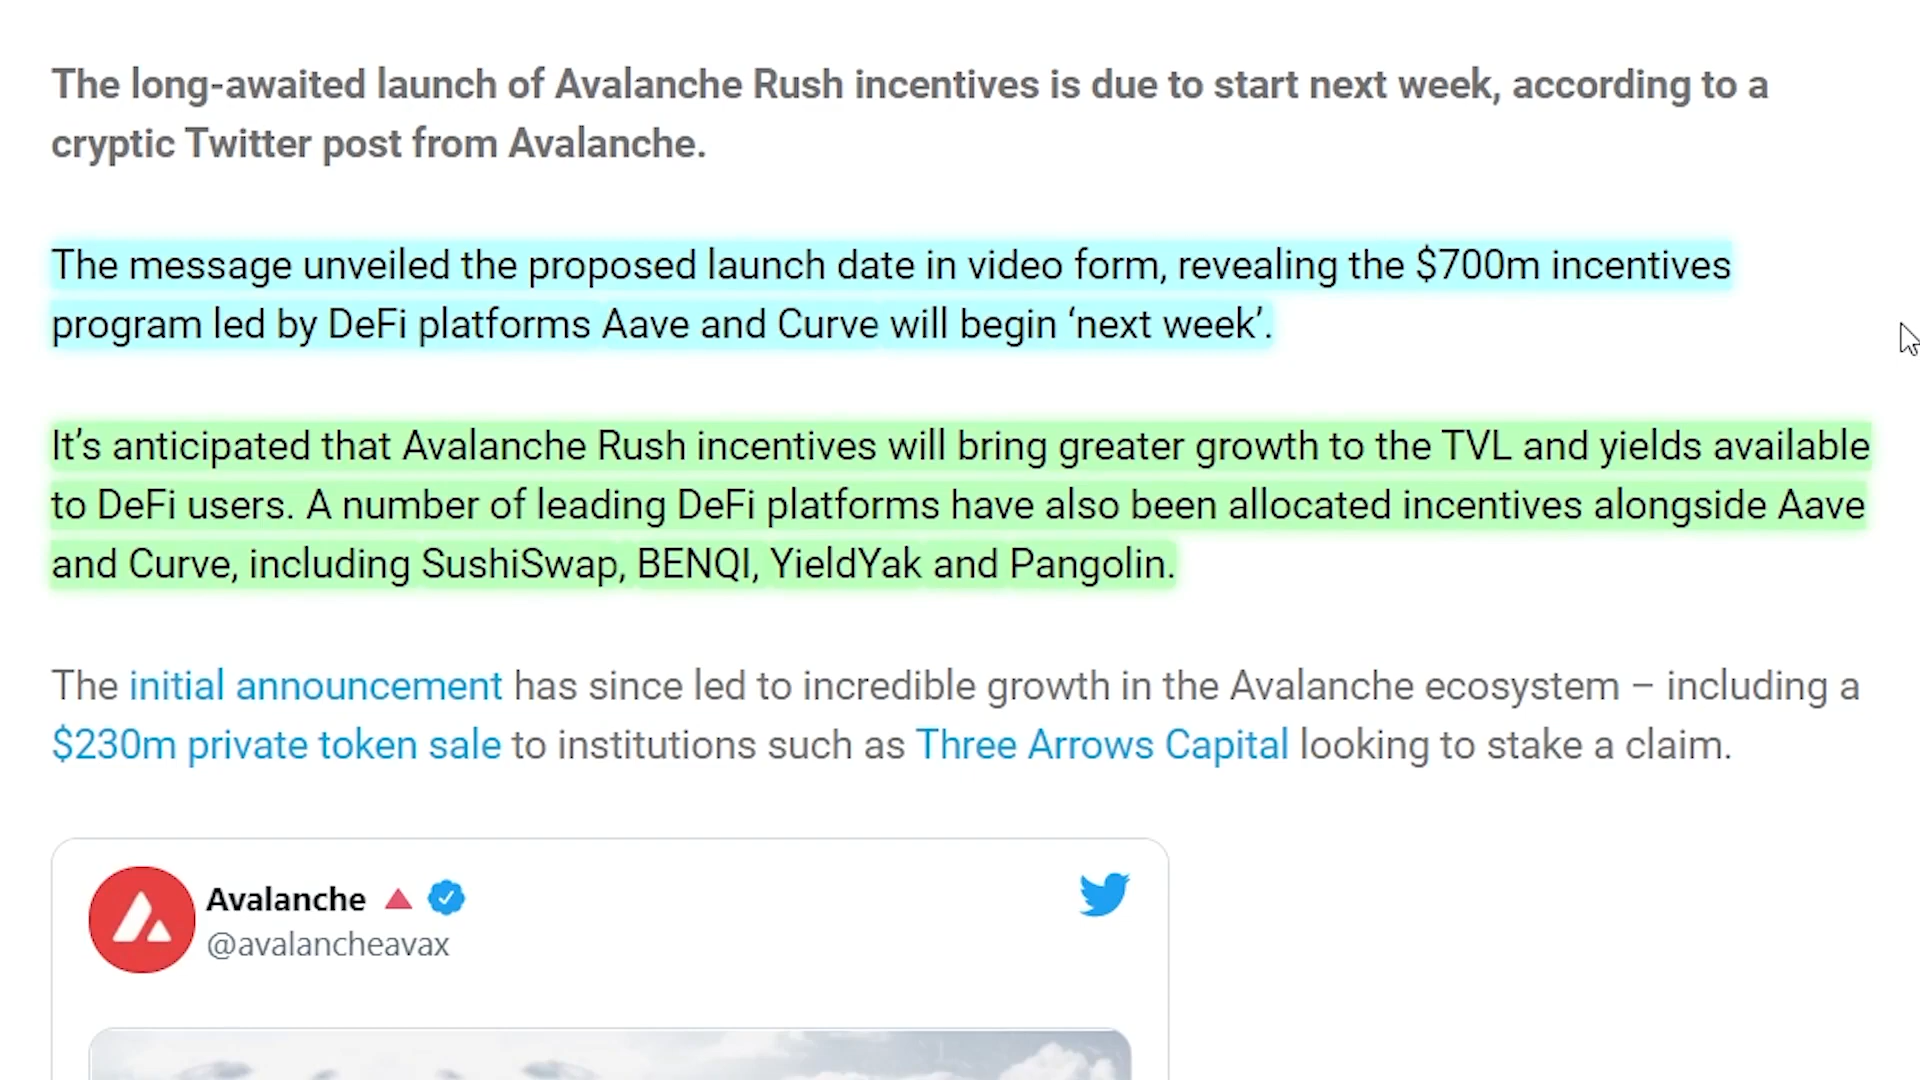 The long-awaited launch of Avalanche Rush incentives is due to start next week, according to a
cryptic Twitter post from Avalanche.
The message unveiled the proposed launch date in video form, revealing the $700m incentives
program led by DeFi platforms Aave and Curve will begin ‘next week’.
It’s anticipated that Avalanche Rush incentives will bring greater growth to the TVL and yields available
to DeFi users. A number of leading DeFi platforms have also been allocated incentives alongside Aave
and Curve, including SushiSwap, BENQI, YieldYak and Pangolin.
The initial announcement has since led to incredible growth in the Avalanche ecosystem – including a
$230m private token sale to institutions such as Three Arrows Capital looking to stake a claim.
Avalanche
@avalancheavax